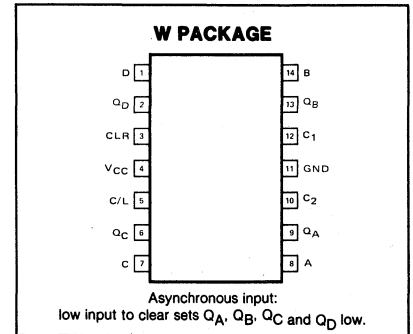 W PACKAGE
D 1 14 B
QD 2 13 QB
CLR 3 12 C1
VCC 4 11 GND
C/L 5 10 C2
QC 6 9 QA
C 7 8 A
Asynchronous input:
low input to clear sets QA, QB, QC and QD low.